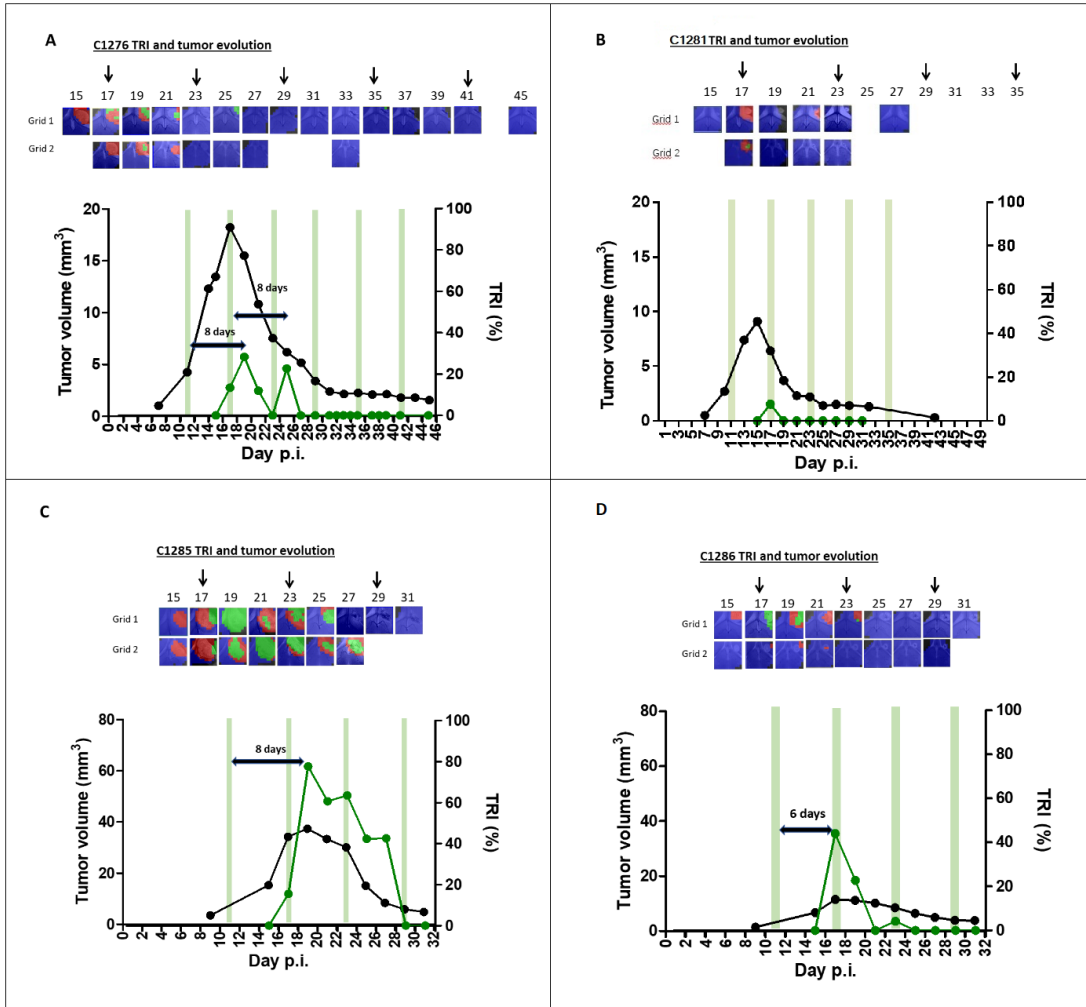 A
C1276 TRI and tumor evolution
15 17 19 21 23 25 27 29 31 33 35 37 39 41 45
Grid 1
Grid 2
20
15
10
5
0
Tumor volume (mm³)
100
80
60
40
20
0
TRI (%)
8 days
8 days
0 2 4 6 8 10 12 14 16 18 20 22 24 26 28 30 32 34 36 38 40 42 44 46
Day p.i.
B
C1281 TRI and tumor evolution
15 17 19 21 23 25 27 29 31 33 35
Grid 1
Grid 2
20
15
10
5
0
Tumor volume (mm³)
100
80
60
40
20
0
TRI (%)
1 3 5 7 9 11 13 15 17 19 21 23 25 27 29 31 33 35 37 39 41 43 45 47 49
Day p.i.
C
C1285 TRI and tumor evolution
15 17 19 21 23 25 27 29 31
Grid 1
Grid 2
80
60
40
20
0
Tumor volume (mm³)
100
80
60
40
20
0
TRI (%)
8 days
0 2 4 6 8 10 12 14 16 18 20 22 24 26 28 30 32
Day p.i.
D
C1286 TRI and tumor evolution
15 17 19 21 23 25 27 29 31
Grid 1
Grid 2
80
60
40
20
0
Tumor volume (mm³)
100
80
60
40
20
0
TRI (%)
6 days
0 2 4 6 8 10 12 14 16 18 20 22 24 26 28 30 32
Day p.i.